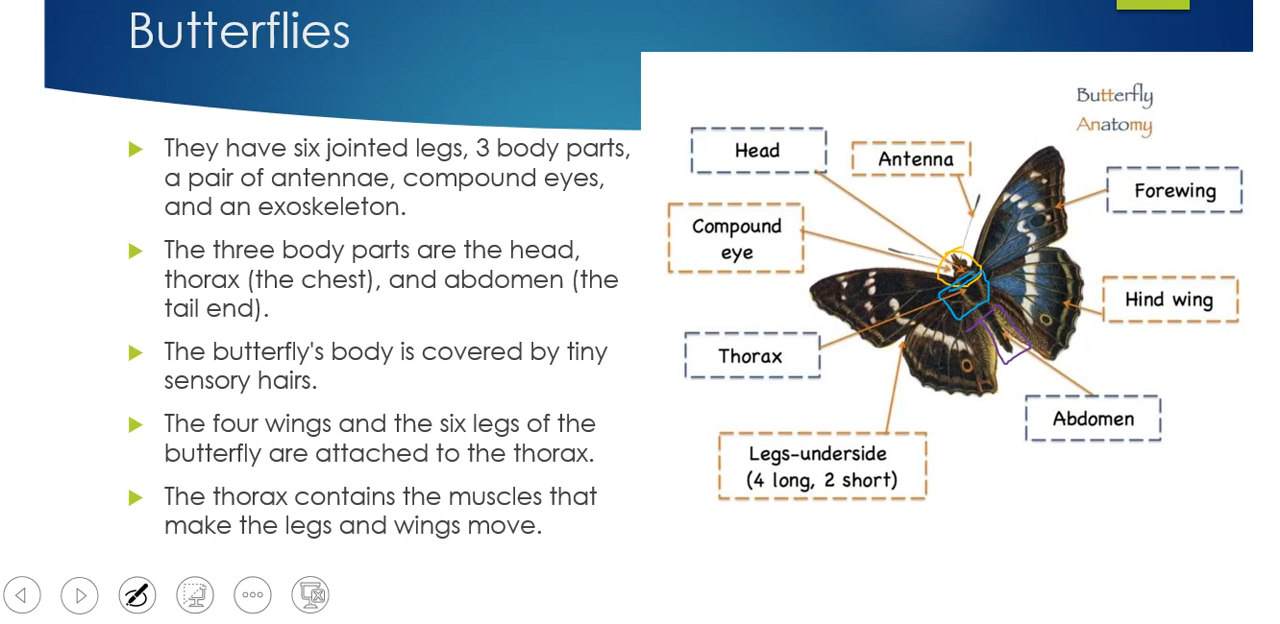 Butterflies
They have six jointed legs, 3 body parts,
a pair of antennae, compound eyes,
and an exoskeleton.
The three body parts are the head,
thorax (the chest), and abdomen (the
tail end).
The butterfly's body is covered by tiny
sensory hairs.
The four wings and the six legs of the
butterfly are attached to the thorax.
The thorax contains the muscles that
make the legs and wings move.
Butterfly
Anatomy
Head
Antenna
Forewing
Compound
eye
Hind wing
Thorax
Abdomen
Legs-underside
(4 long, 2 short)